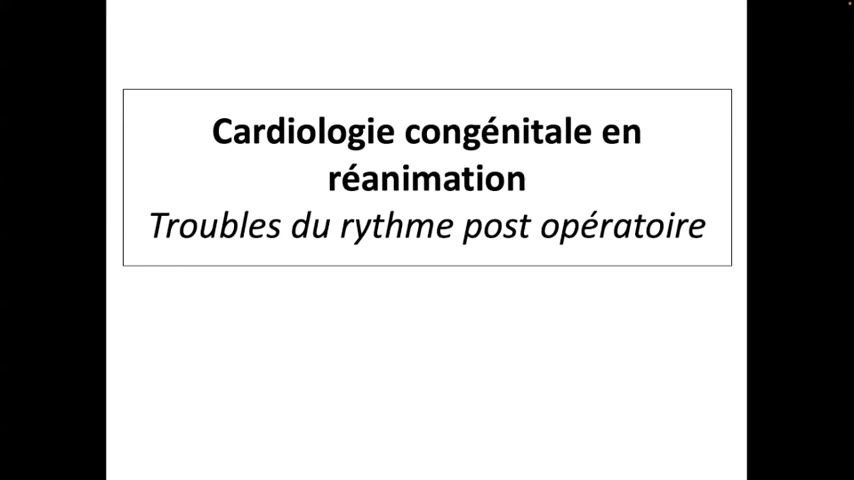 Cardiologie congénitale en
réanimation
Troubles du rythme post opératoire